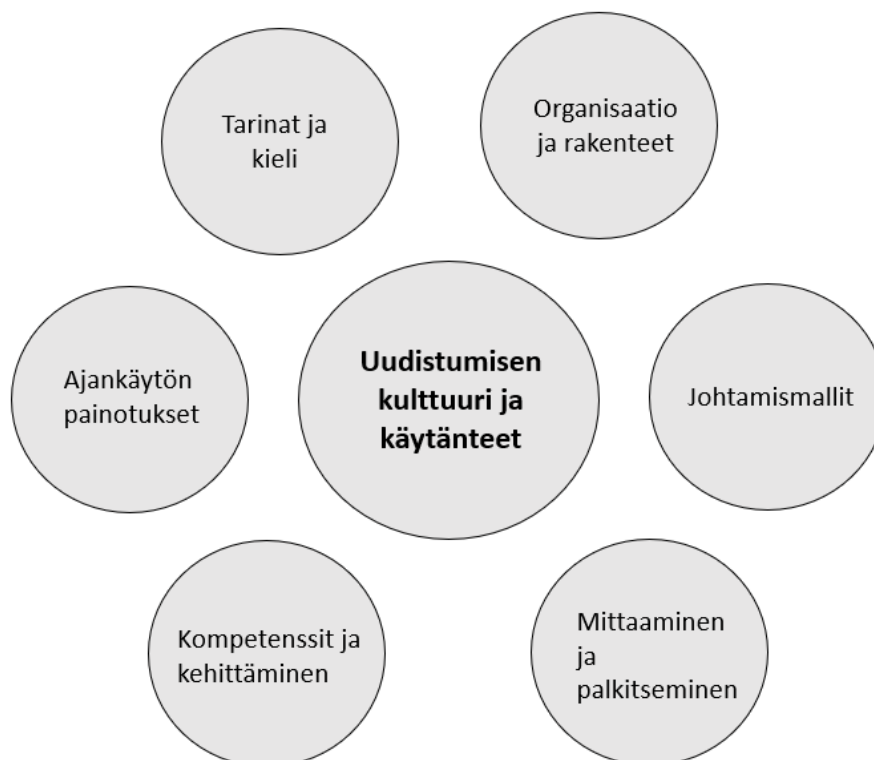 Tarinat ja
kieli
Organisaatio
ja rakenteet
Ajankäytön
painotukset
Uudistumisen
kulttuuri ja
käytänteet
Johtamismallit
Kompetenssit ja
kehittäminen
Mittaaminen
ja
palkitseminen